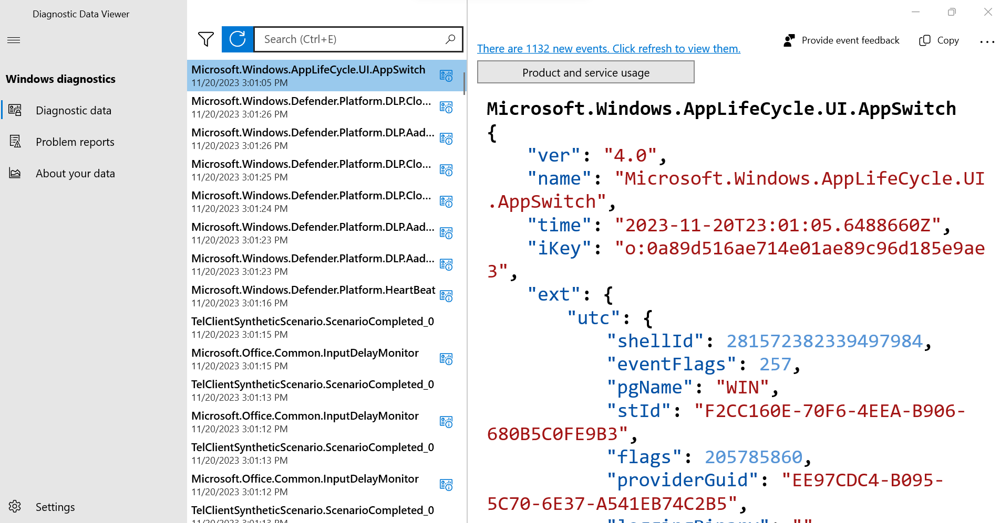 Diagnostic Data Viewer
Windows diagnostics
Diagnostic data
Problem reports
About your data
Settings
Search (Ctrl+E)
Microsoft.Windows.AppLifeCycle.UI.AppSwitch
11/20/2023 3:01:05 PM
Microsoft.Windows.Defender.Platform.DLP.Clo...
11/20/2023 3:01:26 PM
Microsoft.Windows.Defender.Platform.DLP.Aad...
11/20/2023 3:01:26 PM
Microsoft.Windows.Defender.Platform.DLP.Clo...
11/20/2023 3:01:25 PM
Microsoft.Windows.Defender.Platform.DLP.Clo...
11/20/2023 3:01:24 PM
Microsoft.Windows.Defender.Platform.DLP.Aad...
11/20/2023 3:01:23 PM
Microsoft.Windows.Defender.Platform.DLP.Aad...
11/20/2023 3:01:23 PM
Microsoft.Windows.Defender.Platform.HeartBeat
11/20/2023 3:01:16 PM
TelClientSyntheticScenario.ScenarioCompleted_0
11/20/2023 3:01:15 PM
Microsoft.Office.Common.InputDelayMonitor
11/20/2023 3:01:15 PM
TelClientSyntheticScenario.ScenarioCompleted_0
11/20/2023 3:01:13 PM
Microsoft.Office.Common.InputDelayMonitor
11/20/2023 3:01:12 PM
TelClientSyntheticScenario.ScenarioCompleted_0
11/20/2023 3:01:13 PM
Microsoft.Office.Common.InputDelayMonitor
11/20/2023 3:01:12 PM
TelClientSyntheticScenario.ScenarioCompleted_0
11/20/2023 3:01:13 PM
Provide event feedback
Copy
...
There are 1132 new events. Click refresh to view them.
Product and service usage
Microsoft.Windows.AppLifeCycle.UI.AppSwitch
{
"ver": "4.0",
"name": "Microsoft.Windows.AppLifeCycle.UI
.AppSwitch",
"time": "2023-11-20T23:01:05.6488660Z",
"iKey": "o:0a89d516ae714e01ae89c96d185e9ae
3",
"ext": {
"utc": {
"shellId": 281572382339497984,
"eventFlags": 257,
"pgName": "WIN",
"stId": "F2CC160E-70F6-4EEA-B906-
680B5C0FE9B3",
"flags": 205785860,
"providerGuid": "EE97CDC4-B095-
5C70-6E37-A541EB74C2B5",
"loggingBinary": ""